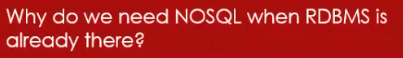 Why do we need NOSQL when RDBMS is
already there?